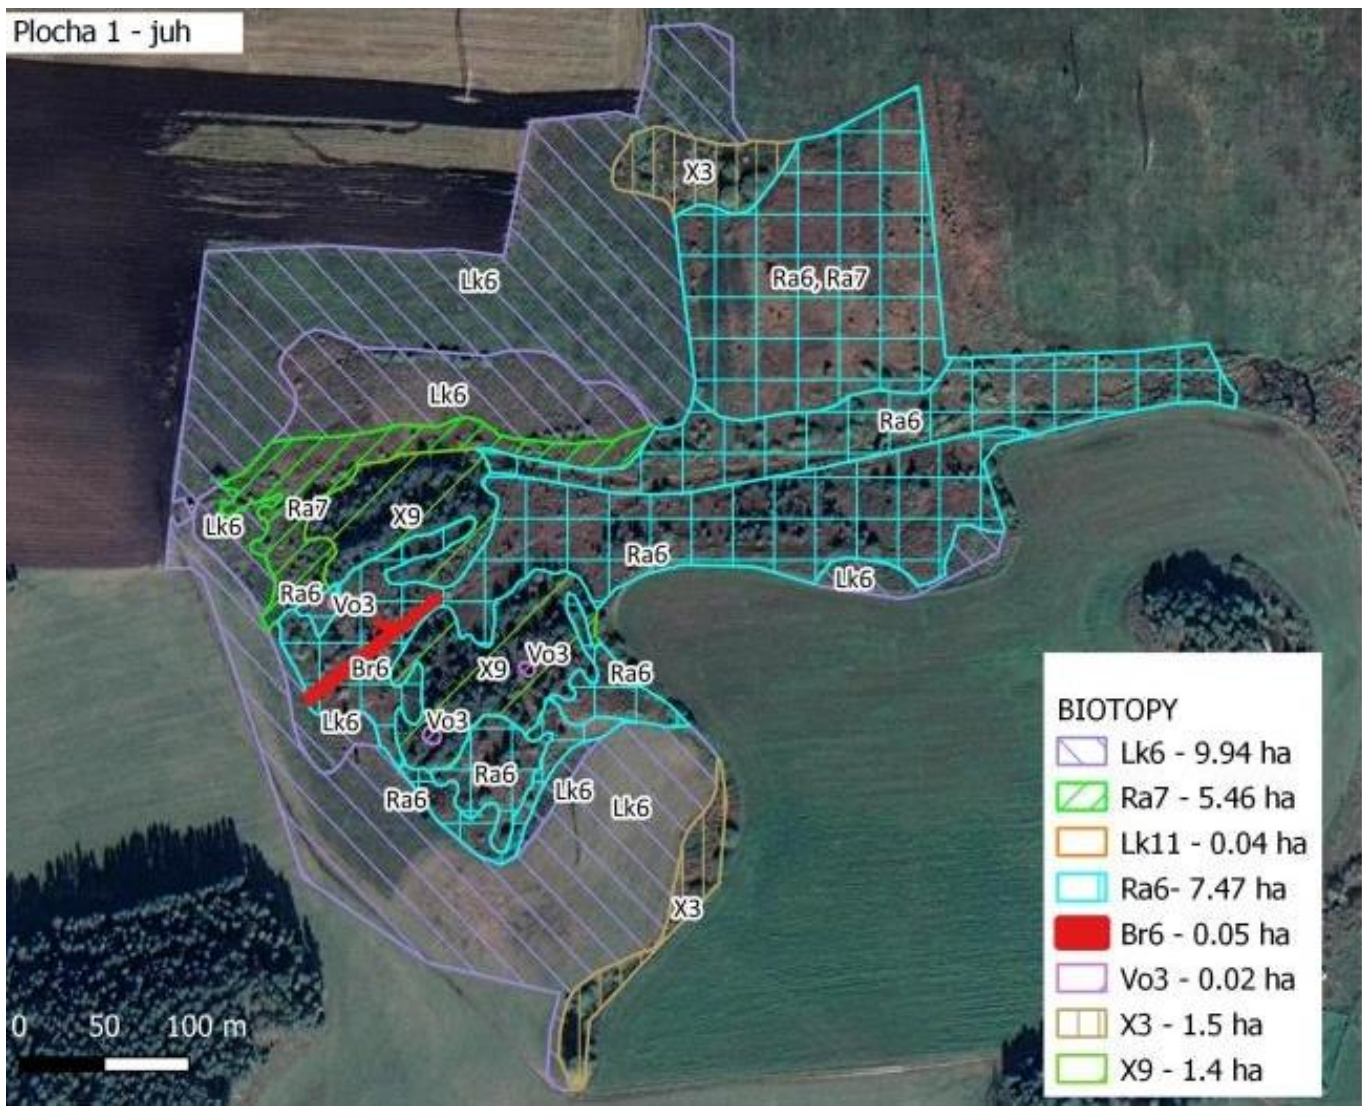 Plocha 1 - juh
X3
Lk6
Ra6, Ra7
Lk6
Ra6
Ra7
X9
Lk6
Ra6
Lk6
Ra6
Vo3
Br6
X9
Vo3
Ra6
Lk6
Vo3
Ra6
Ra6
Lk6
Lk6
X3
BIOTOPY
Lk6 - 9.94 ha
Ra7 - 5.46 ha
Lk11 - 0.04 ha
Ra6- 7.47 ha
Br6 - 0.05 ha
Vo3 - 0.02 ha
X3 - 1.5 ha
X9 - 1.4 ha
0 50 100 m